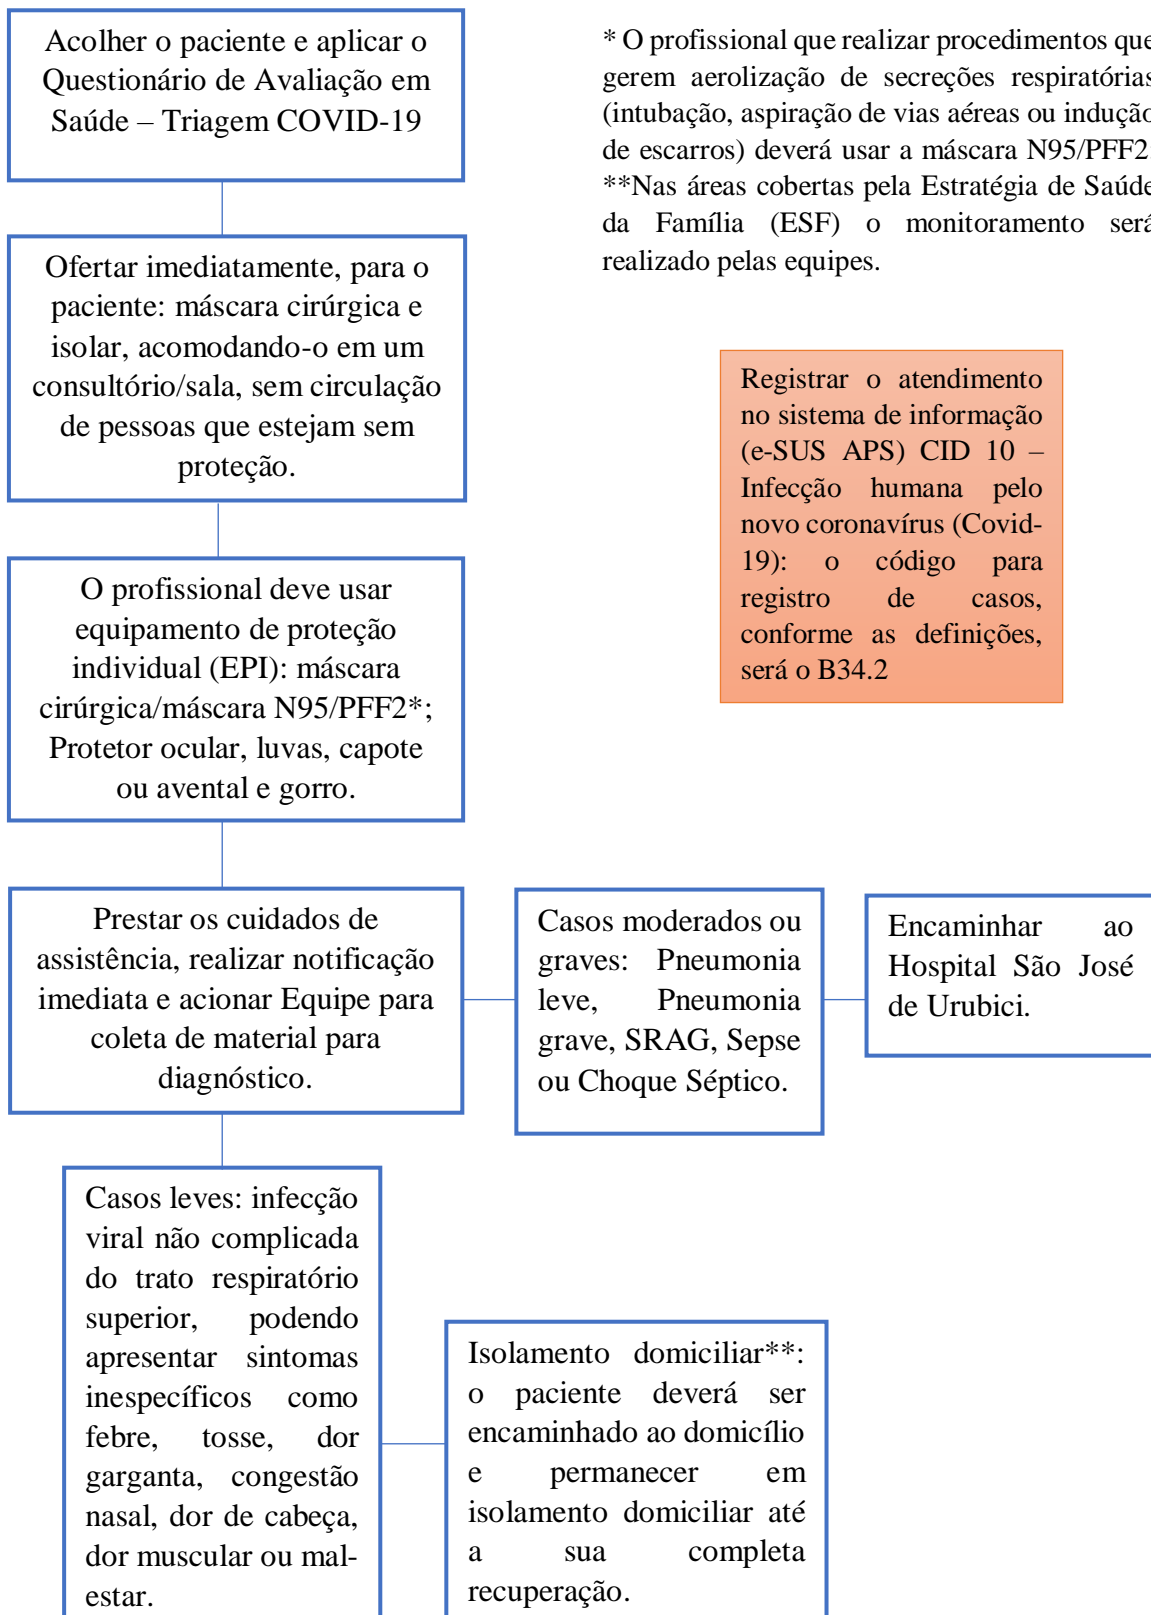 Acolher o paciente e aplicar o
Questionário de Avaliação em
Saúde – Triagem COVID-19
* O profissional que realizar procedimentos que
gerem aerolização de secreções respiratórias
(intubação, aspiração de vias aéreas ou indução
de escarros) deverá usar a máscara N95/PFF2.
**Nas áreas cobertas pela Estratégia de Saúde
da Família (ESF) o monitoramento será
realizado pelas equipes.
Ofertar imediatamente, para o
paciente: máscara cirúrgica e
isolar, acomodando-o em um
consultório/sala, sem circulação
de pessoas que estejam sem
proteção.
Registrar o atendimento
no sistema de informação
(e-SUS APS) CID 10 –
Infecção humana pelo
novo coronavírus (Covid-
19): o código para
registro de casos,
conforme as definições,
será o B34.2
O profissional deve usar
equipamento de proteção
individual (EPI): máscara
cirúrgica/máscara N95/PFF2*;
Protetor ocular, luvas, capote
ou avental e gorro.
Prestar os cuidados de
assistência, realizar notificação
imediata e acionar Equipe para
coleta de material para
diagnóstico.
Casos moderados ou
graves: Pneumonia
leve, Pneumonia
grave, SRAG, Sepse
ou Choque Séptico.
Encaminhar ao
Hospital São José
de Urubici.
Casos leves: infecção
viral não complicada
do trato respiratório
superior, podendo
apresentar sintomas
inespecíficos como
febre, tosse, dor
garganta, congestão
nasal, dor de cabeça,
dor muscular ou mal-
estar.
Isolamento domiciliar**:
o paciente deverá ser
encaminhado ao domicílio
e permanecer em
isolamento domiciliar até
a sua completa
recuperação.